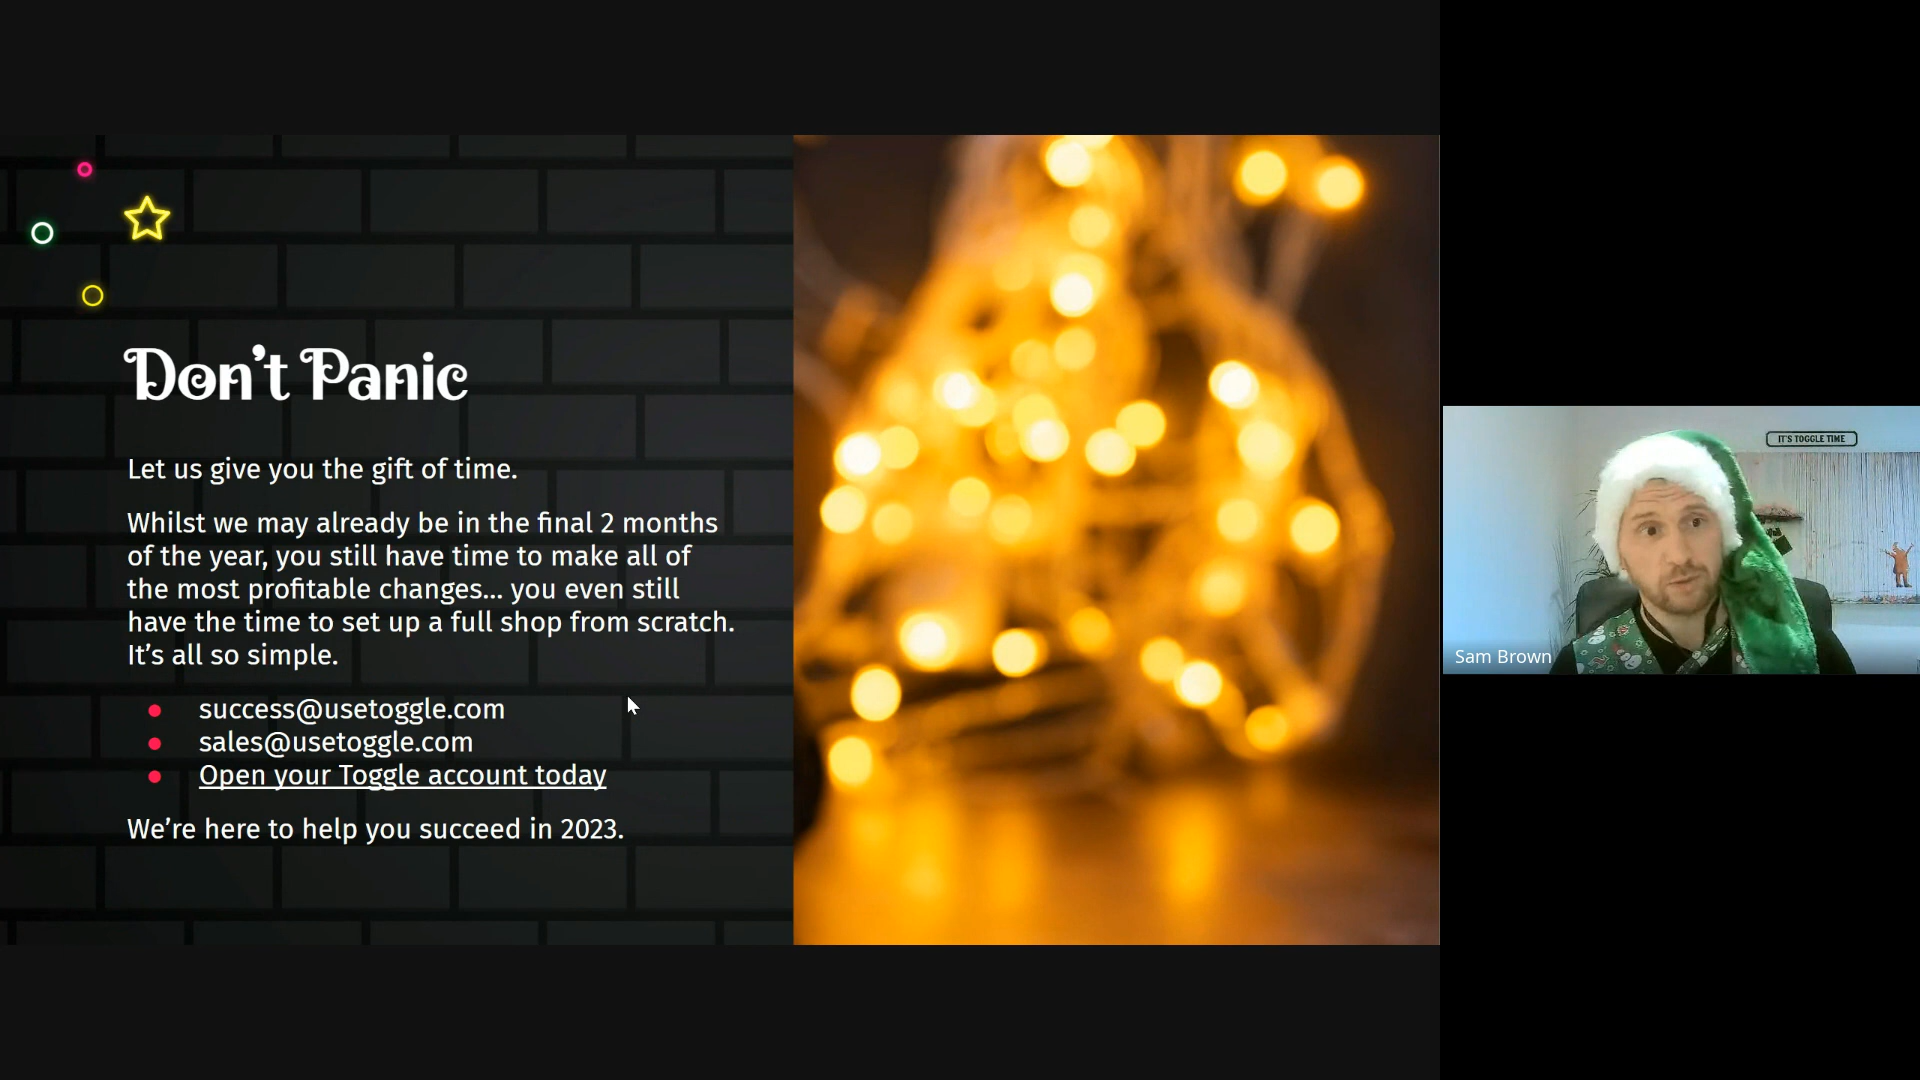 Don't Panic
Let us give you the gift of time.
Whilst we may already be in the final 2 months
of the year, you still have time to make all of
the most profitable changes... you even still
have the time to set up a full shop from scratch.
It's all so simple.
success@usetoggle.com
sales@usetoggle.com
Open your Toggle account today
We're here to help you succeed in 2023.
IT'S TOGGLE TIME
Sam Brown